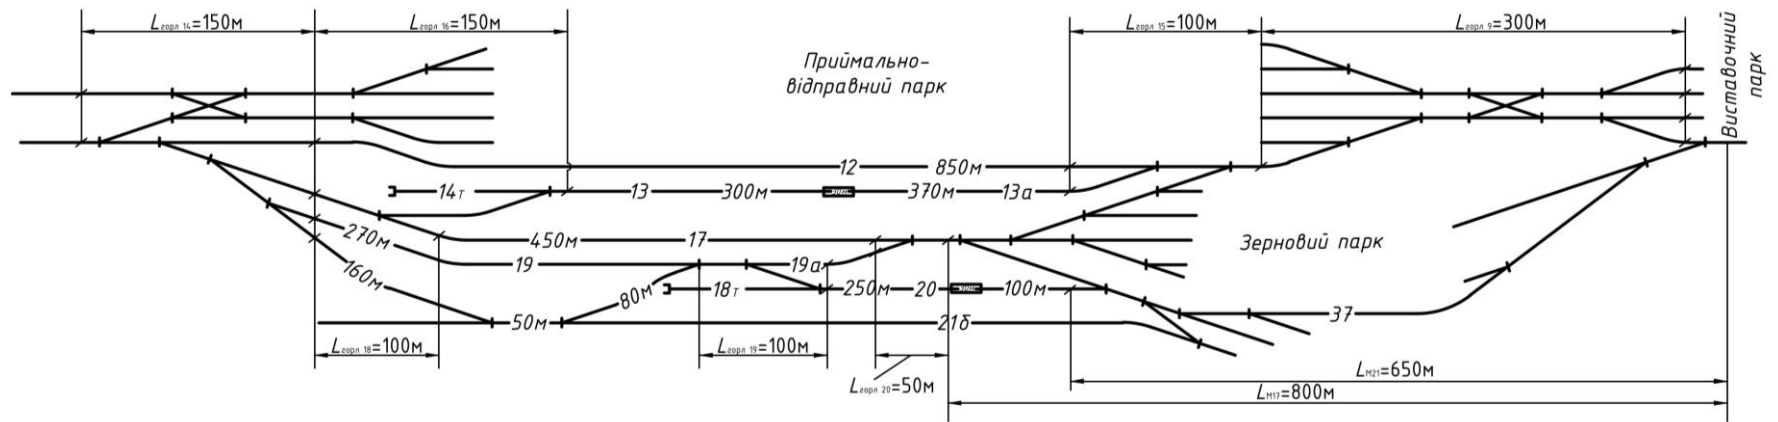 Lгорл 14=150м
Lгорл 16=150м
Lгорл 15=100м
Lгорл 9=300м
Виставочний
парк
Приймально-
відправний парк
12
850м
14т
13
300м
370м
13а
270м
450м
17
Зерновий парк
160м
19
19а
80м
18т
250м
20
100м
50м
21б
37
Lгорл 18=100м
Lгорл 19=100м
Lгорл 20=50м
LМ21=650м
LМ17=800м